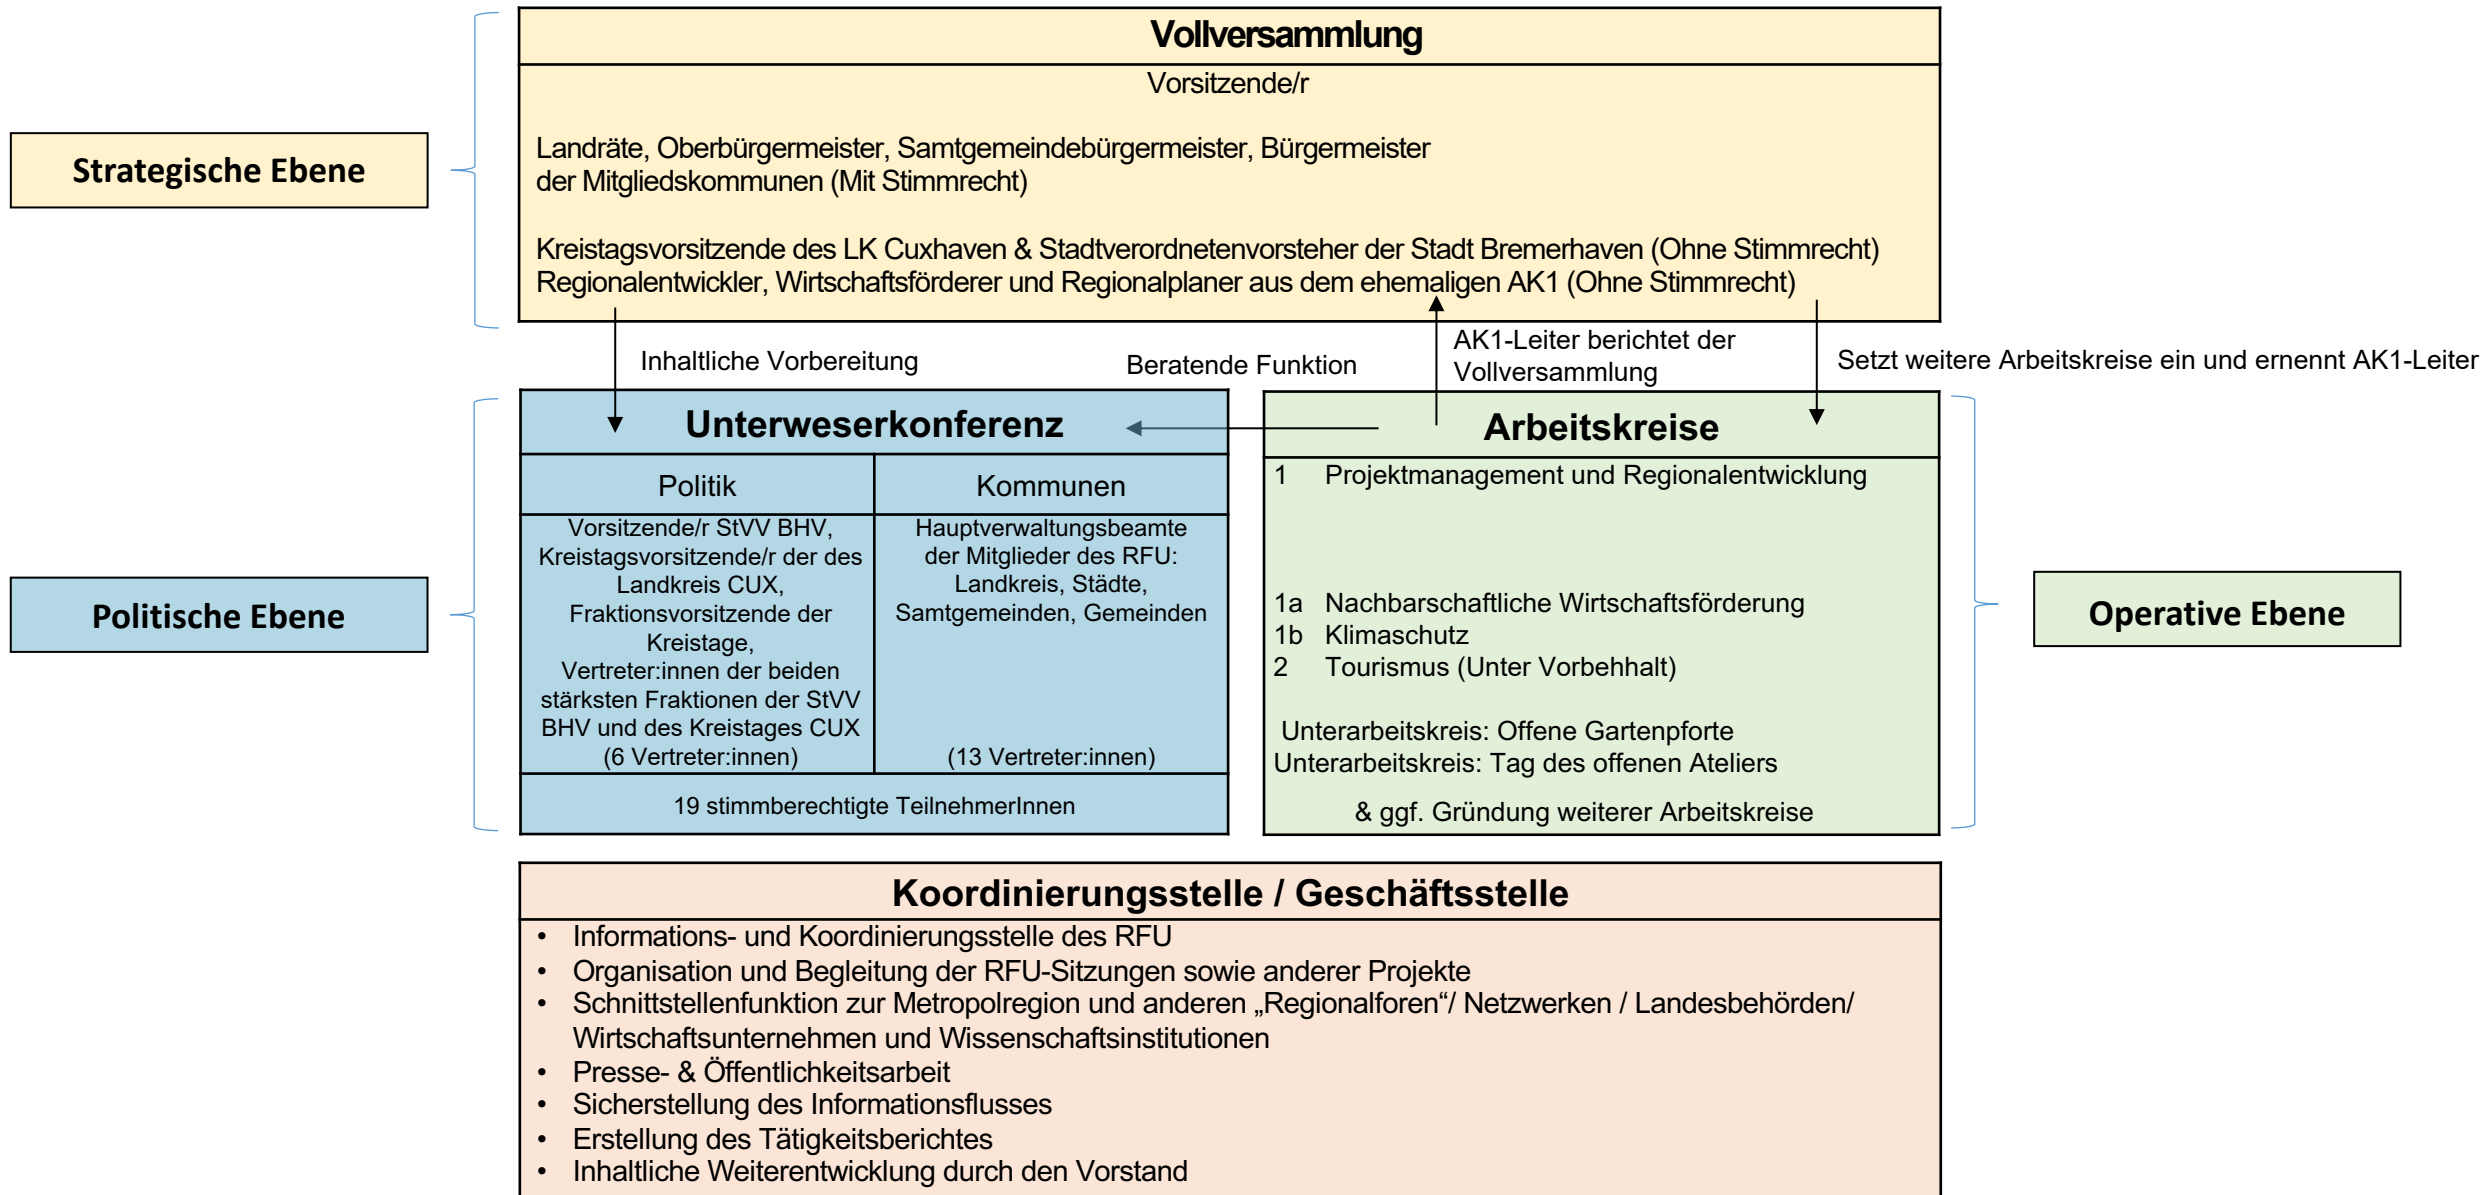 Vollversammlung
Vorsitzende/r
Strategische Ebene
Landräte, Oberbürgermeister, Samtgemeindebürgermeister, Bürgermeister
der Mitgliedskommunen (Mit Stimmrecht)
Kreistagsvorsitzende des LK Cuxhaven & Stadtverordnetenvorsteher der Stadt Bremerhaven (Ohne Stimmrecht)
Regionalentwickler, Wirtschaftsförderer und Regionalplaner aus dem ehemaligen AK1 (Ohne Stimmrecht)
Inhaltliche Vorbereitung
Beratende Funktion
AK1-Leiter berichtet der
Vollversammlung
Setzt weitere Arbeitskreise ein und ernennt AK1-Leiter
Politische Ebene
Unterweserkonferenz
Politik
Vorsitzende/r StVV BHV,
Kreistagsvorsitzende/r der des
Landkreis CUX,
Fraktionsvorsitzende der
Kreistage,
Vertreter:innen der beiden
stärksten Fraktionen der StVV
BHV und des Kreistages CUX
(6 Vertreter:innen)
Kommunen
Hauptverwaltungsbeamte
der Mitglieder des RFU:
Landkreis, Städte,
Samtgemeinden, Gemeinden
(13 Vertreter:innen)
19 stimmberechtigte TeilnehmerInnen
Arbeitskreise
1 Projektmanagement und Regionalentwicklung
1a Nachbarschaftliche Wirtschaftsförderung
1b Klimaschutz
2 Tourismus (Unter Vorbehhalt)
Unterarbeitskreis: Offene Gartenpforte
Unterarbeitskreis: Tag des offenen Ateliers
& ggf. Gründung weiterer Arbeitskreise
Operative Ebene
Koordinierungsstelle / Geschäftsstelle
• Informations- und Koordinierungsstelle des RFU
• Organisation und Begleitung der RFU-Sitzungen sowie anderer Projekte
• Schnittstellenfunktion zur Metropolregion und anderen „Regionalforen“/ Netzwerken / Landesbehörden/
Wirtschaftsunternehmen und Wissenschaftsinstitutionen
• Presse- & Öffentlichkeitsarbeit
• Sicherstellung des Informationsflusses
• Erstellung des Tätigkeitsberichtes
• Inhaltliche Weiterentwicklung durch den Vorstand